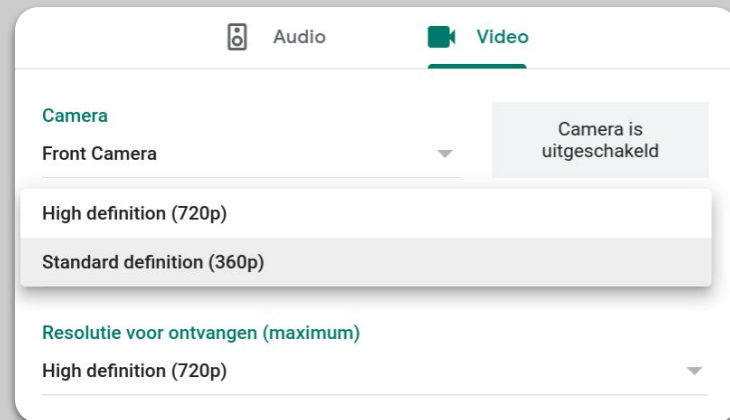 Audio
Video
Camera
Front Camera
Camera is
uitgeschakeld
High definition (720p)
Standard definition (360p)
Resolutie voor ontvangen (maximum)
High definition (720p)